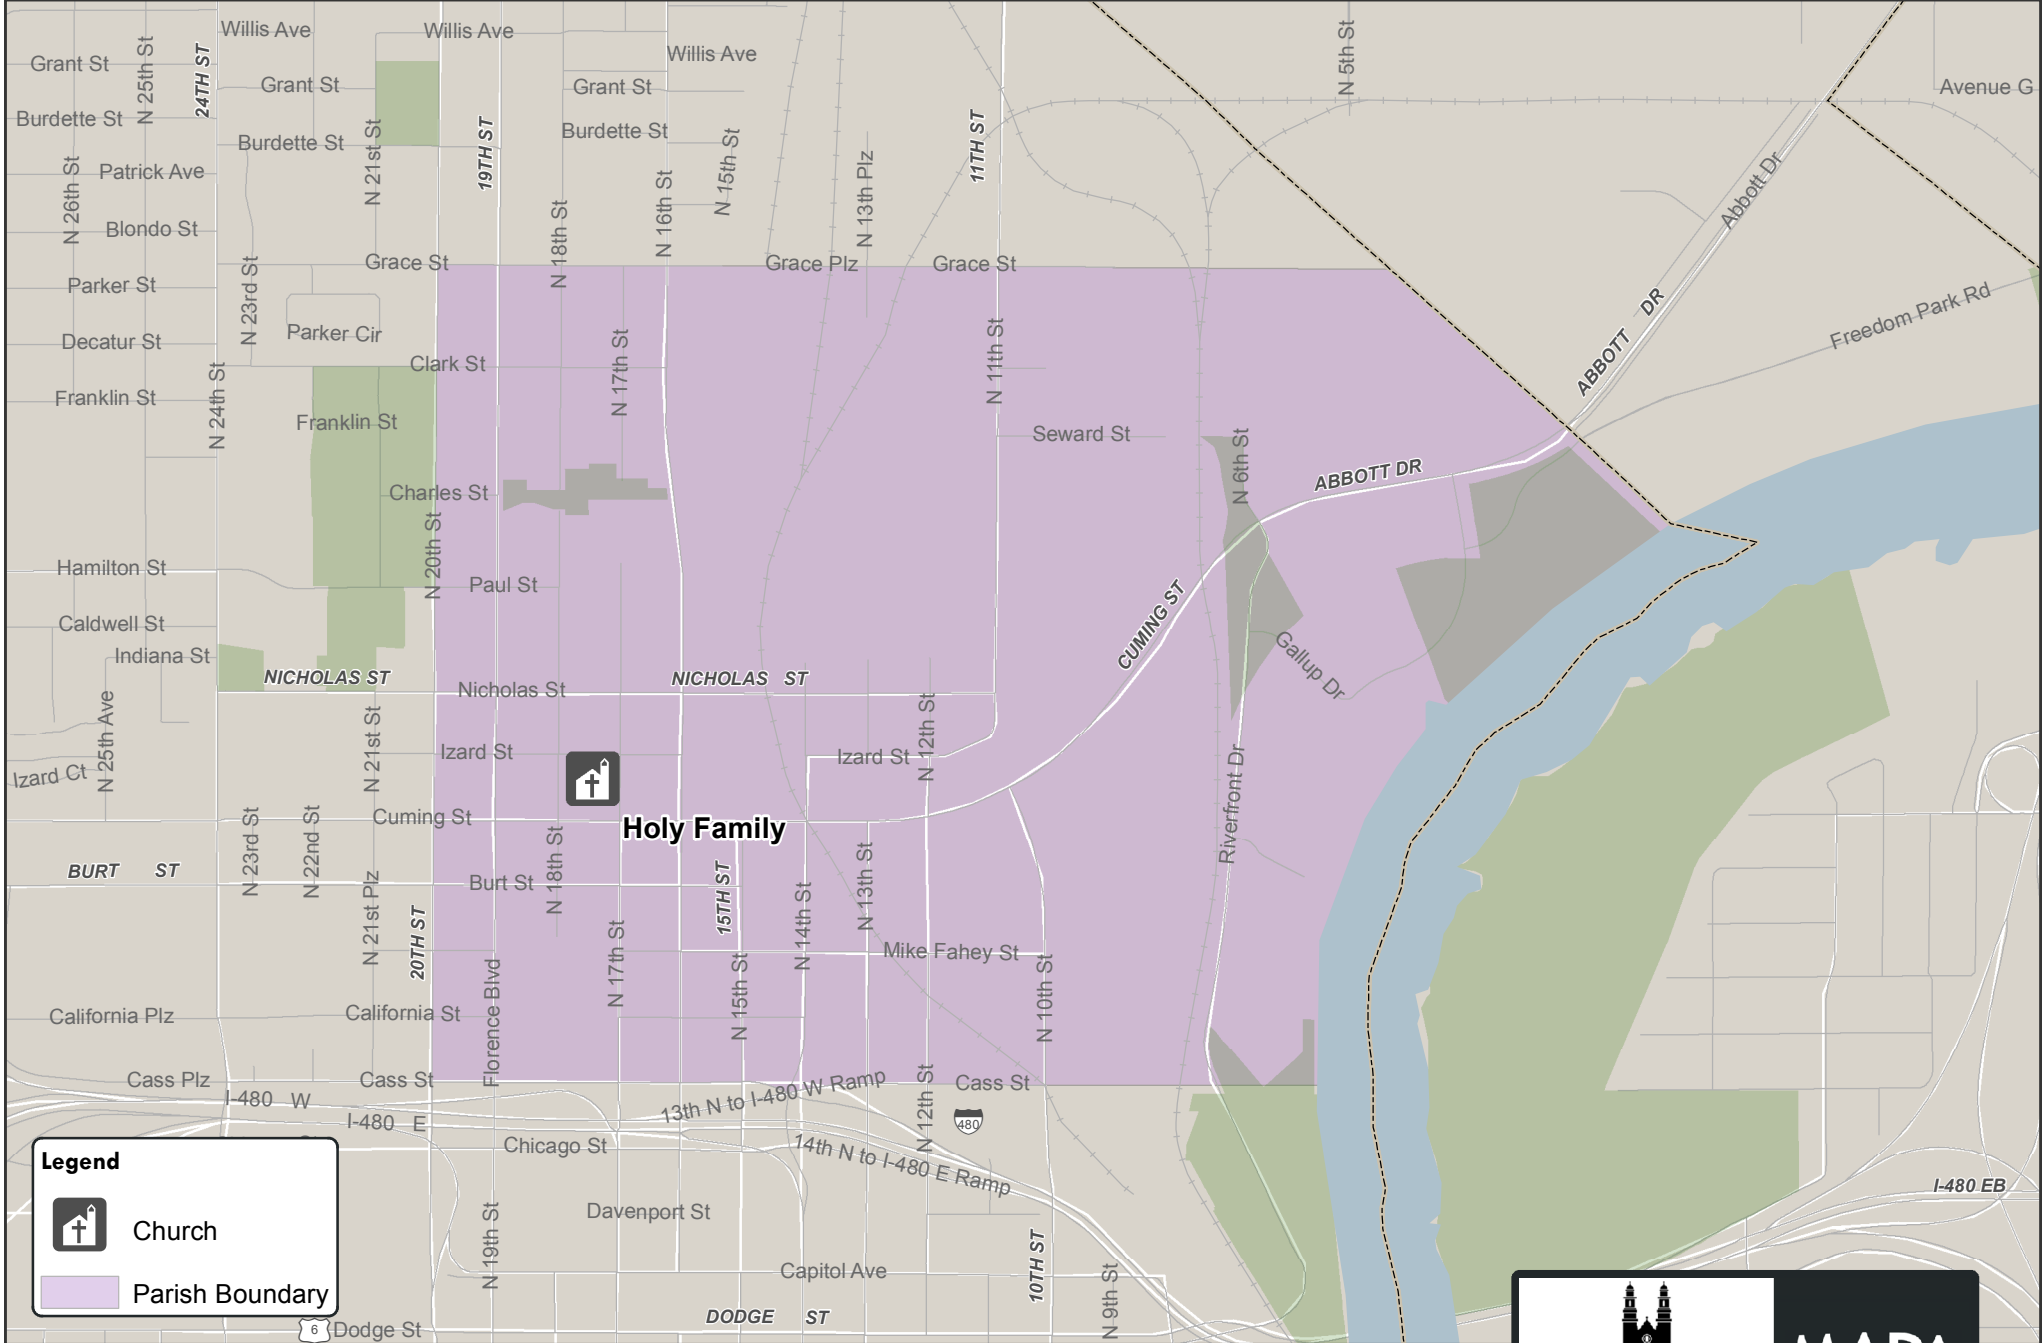 Willis Ave
Willis Ave
Willis Ave
Grant St
Grant St
Grant St
Avenue G
Burdette St
Burdette St
Burdette St
Patrick Ave
Blondo St
Grace St
Grace Plz
Grace St
Parker St
Parker Cir
Decatur St
Clark St
Franklin St
Franklin St
Seward St
Charles St
Hamilton St
Paul St
Caldwell St
Indiana St
NICHOLAS ST
NICHOLAS ST
Nicholas St
Izard St
Izard St
Izard Ct
Cuming St
Holy Family
BURT ST
Burt St
Mike Fahey St
California Plz
California St
Cass Plz
Cass St
Cass St
I-480 W
I-480 E
13th N to I-480 W Ramp
14th N to I-480 E Ramp
480
Chicago St
Davenport St
Capitol Ave
DODGE ST
6
Dodge St
I-480 EB
N 26th St
N 25th St
24TH ST
N 24th St
N 23rd St
N 21st St
19TH ST
N 18th St
N 16th St
N 15th St
N 13th Plz
11TH ST
N 5th St
N 17th St
N 11th St
N 20th St
N 6th St
ABBOTT DR
ABBOTT DR
Abbott Dr
Freedom Park Rd
CUMING ST
Gallup Dr
Riverfront Dr
N 25th Ave
N 21st St
N 23rd St
N 22nd St
N 21st Plz
20TH ST
Florence Blvd
N 18th St
N 17th St
15TH ST
N 15th St
N 14th St
N 13th St
N 12th St
N 12th St
N 10th St
10TH ST
N 9th St
N 19th St
Legend
Church
Parish Boundary